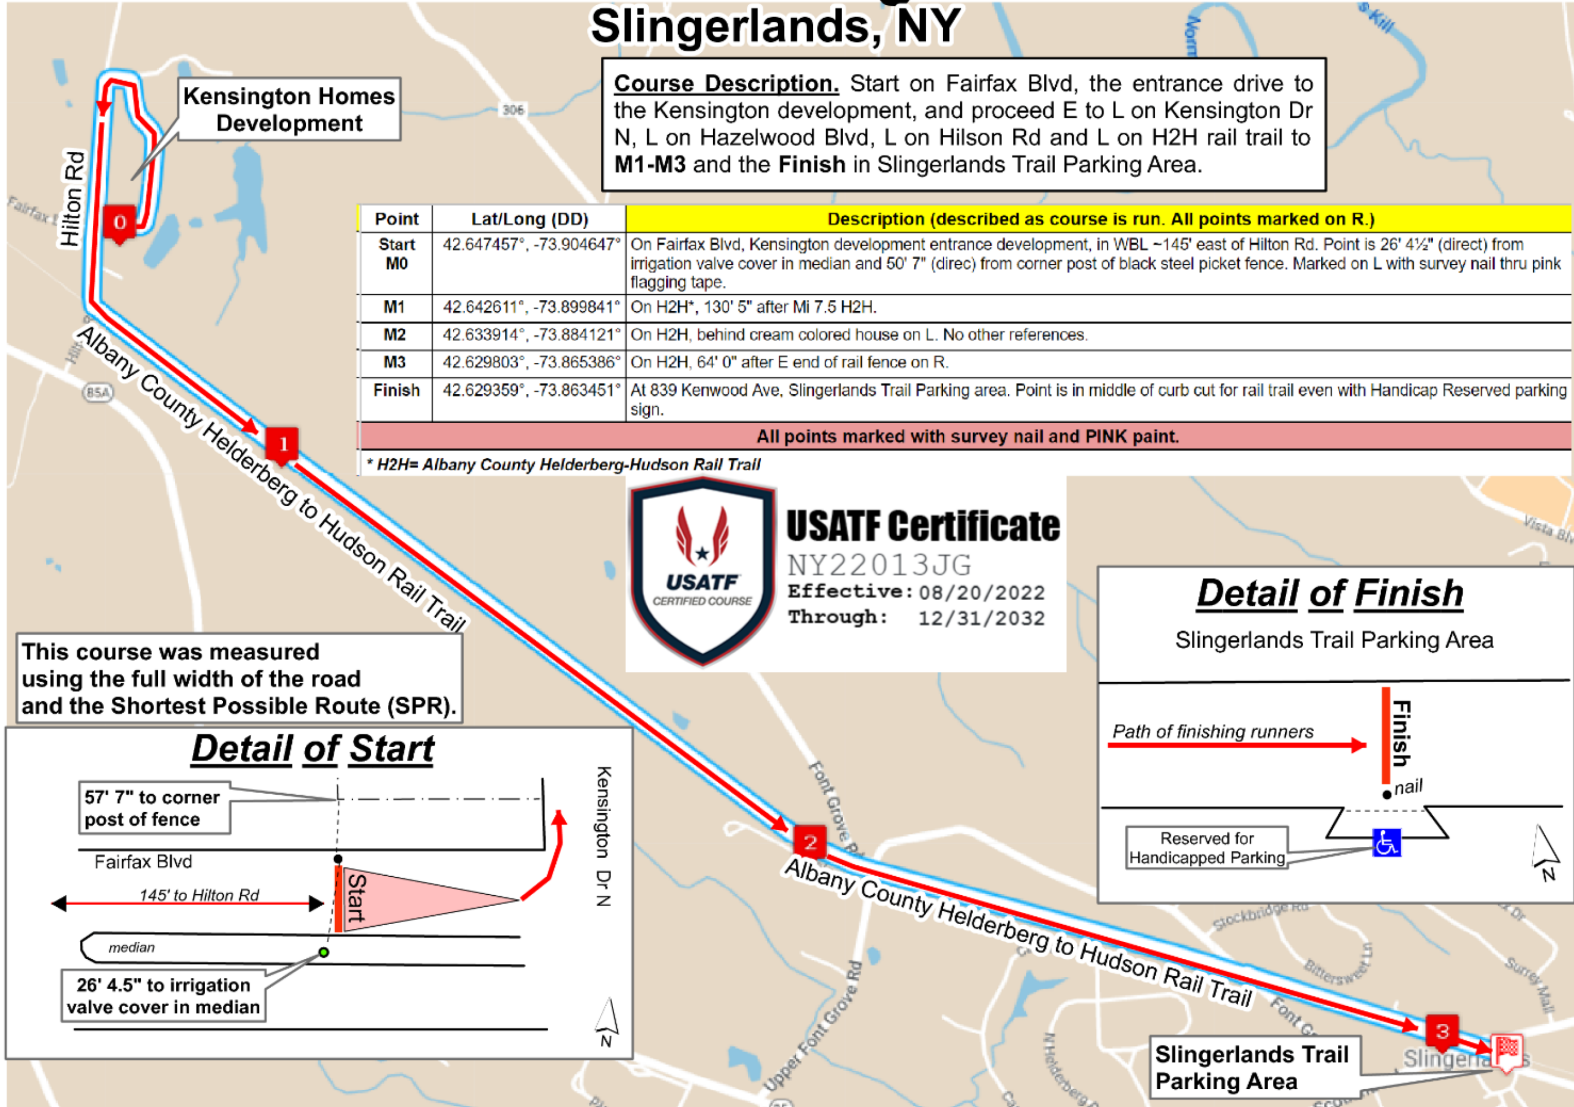 Slingerlands, NY
Course Description. Start on Fairfax Blvd, the entrance drive to
the Kensington development, and proceed E to L on Kensington Dr
N, L on Hazelwood Blvd, L on Hilson Rd and L on H2H rail trail to
M1-M3 and the Finish in Slingerlands Trail Parking Area.
Kensington Homes
Development
Hilton Rd
Fairfax
306
0
Kill
Point Lat/Long (DD) Description (described as course is run. All points marked on R.)
Start M0 42.647457°, -73.904647° On Fairfax Blvd, Kensington development entrance development, in WBL ~145' east of Hilton Rd. Point is 26' 4½" (direct) from
irrigation valve cover in median and 50' 7" (direc) from corner post of black steel picket fence. Marked on L with survey nail thru pink
flagging tape.
M1 42.642611°, -73.899841° On H2H*, 130' 5" after Mi 7.5 H2H.
M2 42.633914°, -73.884121° On H2H, behind cream colored house on L. No other references.
M3 42.629803°, -73.865386° On H2H, 64' 0" after E end of rail fence on R.
Finish 42.629359°, -73.863451° At 839 Kenwood Ave, Slingerlands Trail Parking area. Point is in middle of curb cut for rail trail even with Handicap Reserved parking
sign.
All points marked with survey nail and PINK paint.
* H2H= Albany County Helderberg-Hudson Rail Trail
85A
1
Albany County Helderberg to Hudson Rail Trail
USATF
CERTIFIED COURSE
USATF Certificate
NY22013JG
Effective: 08/20/2022
Through: 12/31/2032
Vista Blv
This course was measured
using the full width of the road
and the Shortest Possible Route (SPR).
Detail of Start
57' 7" to corner
post of fence
Fairfax Blvd
145' to Hilton Rd
Start
Kensington Dr N
median
26' 4.5" to irrigation
valve cover in median
N
Detail of Finish
Slingerlands Trail Parking Area
Path of finishing runners
Finish
nail
Reserved for
Handicapped Parking
N
2
Font Grove Rd
Albany County Helderberg to Hudson Rail Trail
Upper Font Grove Rd
Stockbridge Rd
Bittersweet Ln
Surrey Mall
Font G
N Helderberg
3
Slingerlands Trail
Parking Area